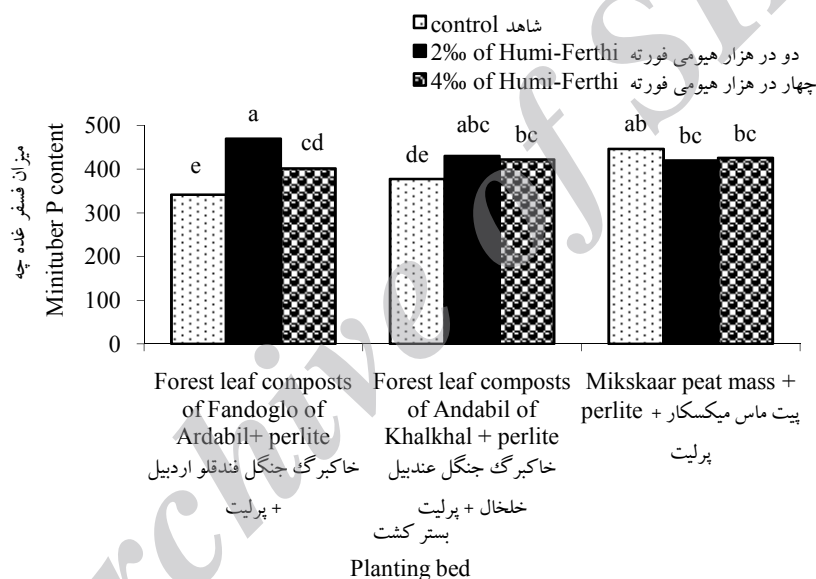 control شاهد
2‰ of Humi-Ferthi دو در هزار هیومی فورته
4‰ of Humi-Ferthi چهار در هزار هیومی فورته
میزان فسفر غده چه
Minituber P content
500
400
300
200
100
0
e
a
cd
de
abc
bc
ab
bc
bc
Forest leaf composts
of Fandoglo of
Ardabil+ perlite
خاکبرگ جنگل فندقلو اردبیل
+ پرلیت
Forest leaf composts
of Andabil of
Khalkhal + perlite
خاکبرگ جنگل عندبیل
خلخال + پرلیت
Mikskaar peat mass +
perlite پیت ماس میکسکار +
پرلیت
بستر کشت
Planting bed